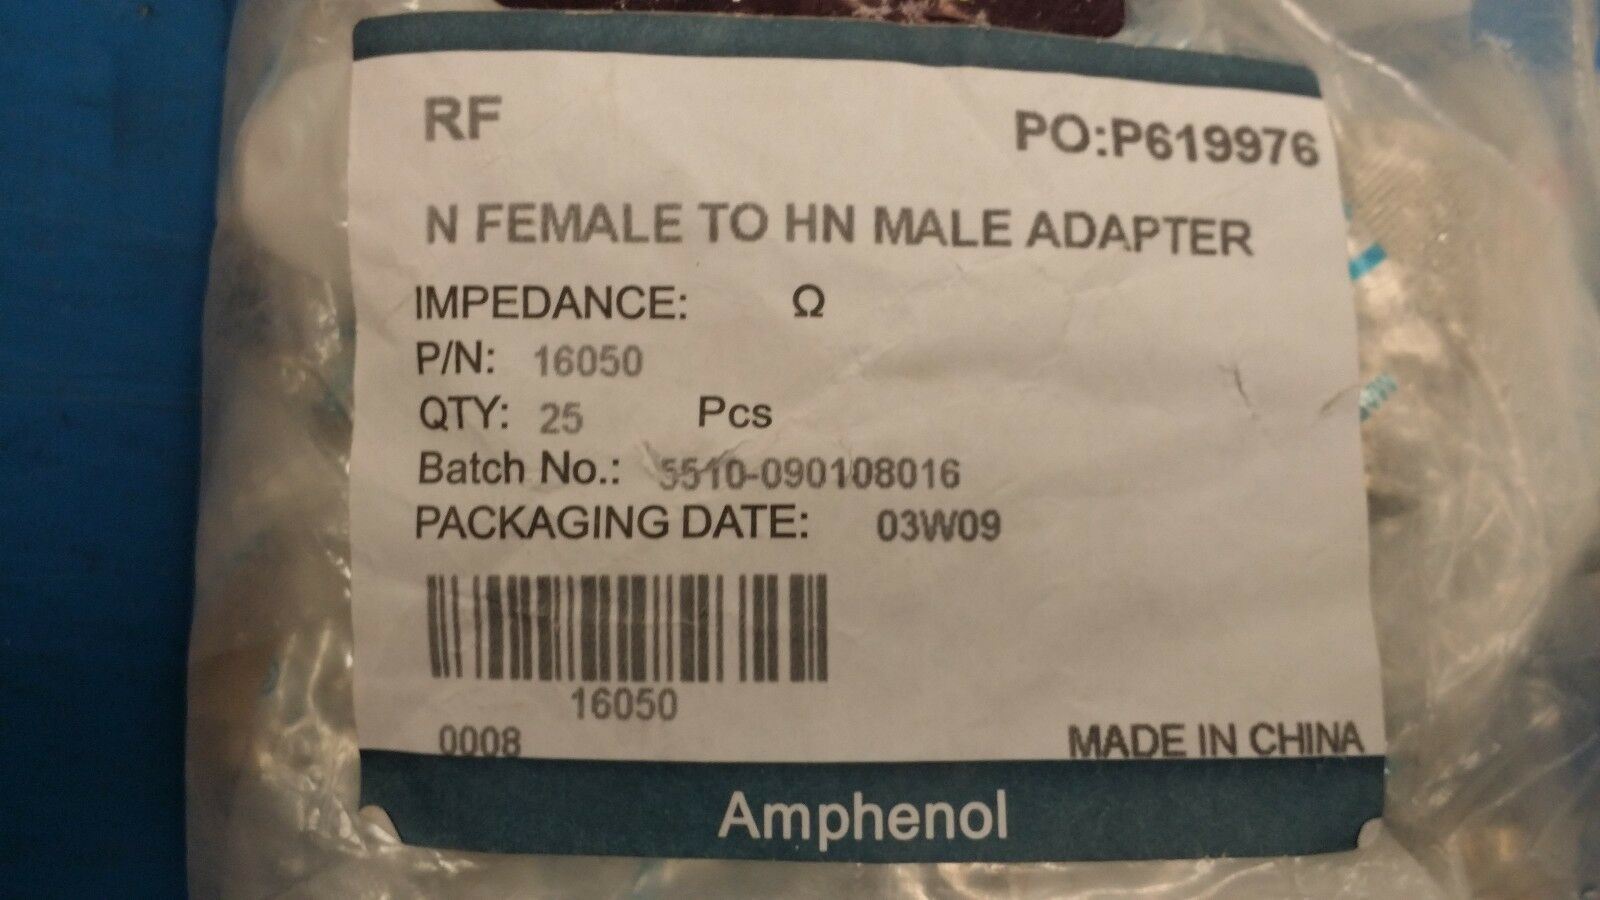 RF
PO:P619976
N FEMALE TO HN MALE ADAPTER
IMPEDANCE: Ω
P/N: 16050
QTY: 25 Pcs
Batch No.: 5510-090108016
PACKAGING DATE: 03W09
16050
0008
MADE IN CHINA
Amphenol